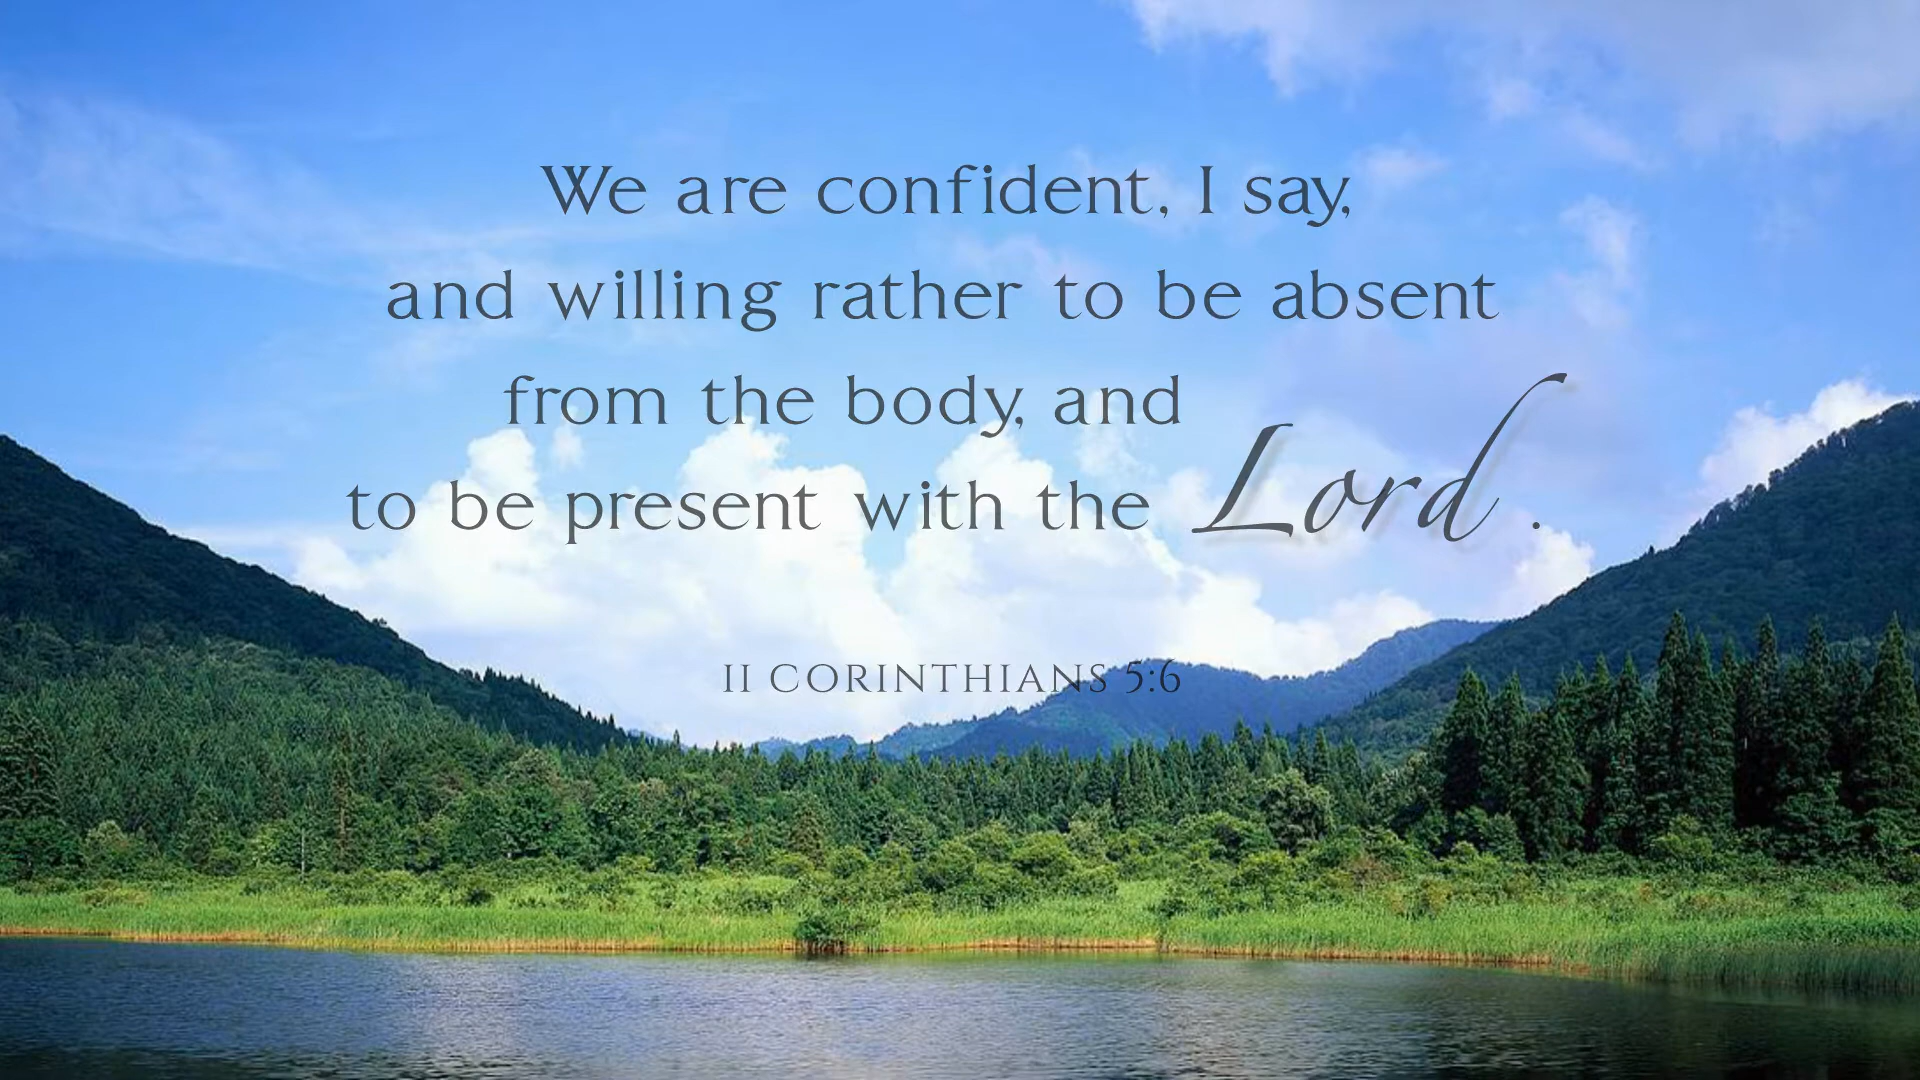 We are confident, I say,
and willing rather to be absent
from the body, and
to be present with the Lord.
II CORINTHIANS 5:6